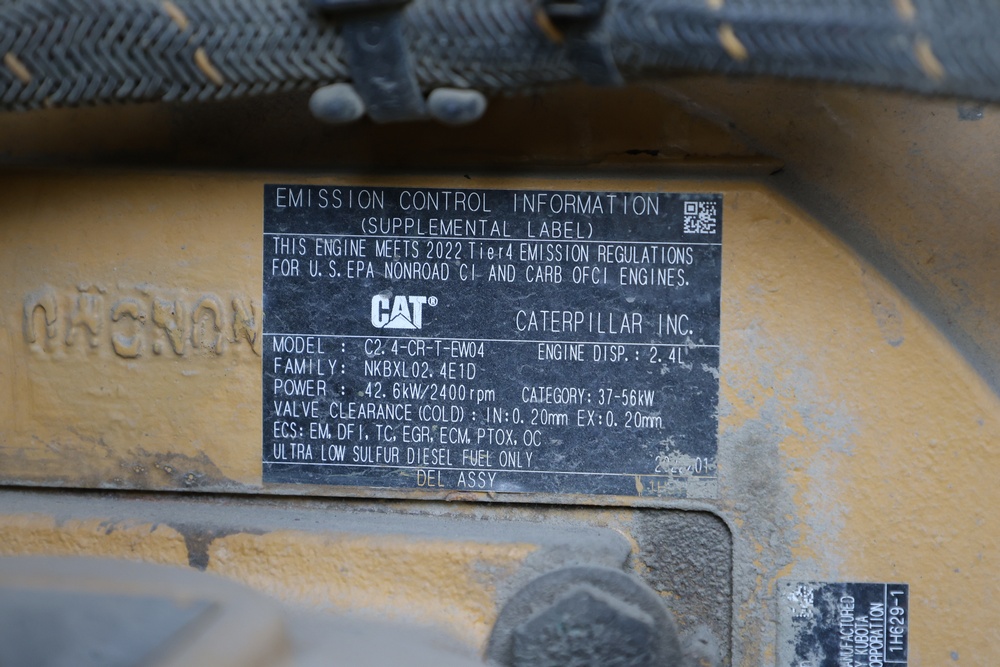 EMISSION CONTROL INFORMATION
(SUPPLEMENTAL LABEL)
THIS ENGINE MEETS 2022 Tier4 EMISSION REGULATIONS
FOR U.S.EPA NONROAD CI AND CARB OFCI ENGINES.
CAT®
CATERPILLAR INC.
MODEL : C2.4-CR-T-EW04 ENGINE DISP.: 2.4L
FAMILY: NKBXL02.4E1D
POWER : 42.6kW/2400rpm CATEGORY: 37-56kW
VALVE CLEARANCE(COLD) : IN:0.20mm EX:0.20mm
ECS: EM, DFI, TC, EGR, ECM, PTOX, OC
ULTRA LOW SULFUR DIESEL FUEL ONLY
DEL ASSY
KUBOTA
1H629-1